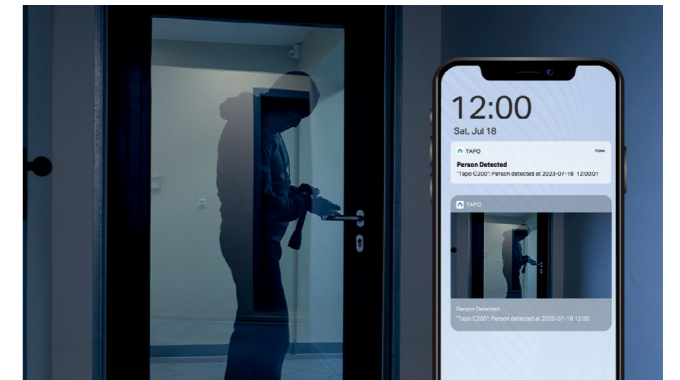 12:00
Sat, Jul 18
TAPO
now
Person Detected
"Tapo C200": Person detected at 2023-07-18 12:00:01
TAPO
Person Detected
"Tapo C200": Person detected at 2020-07-18 12:00